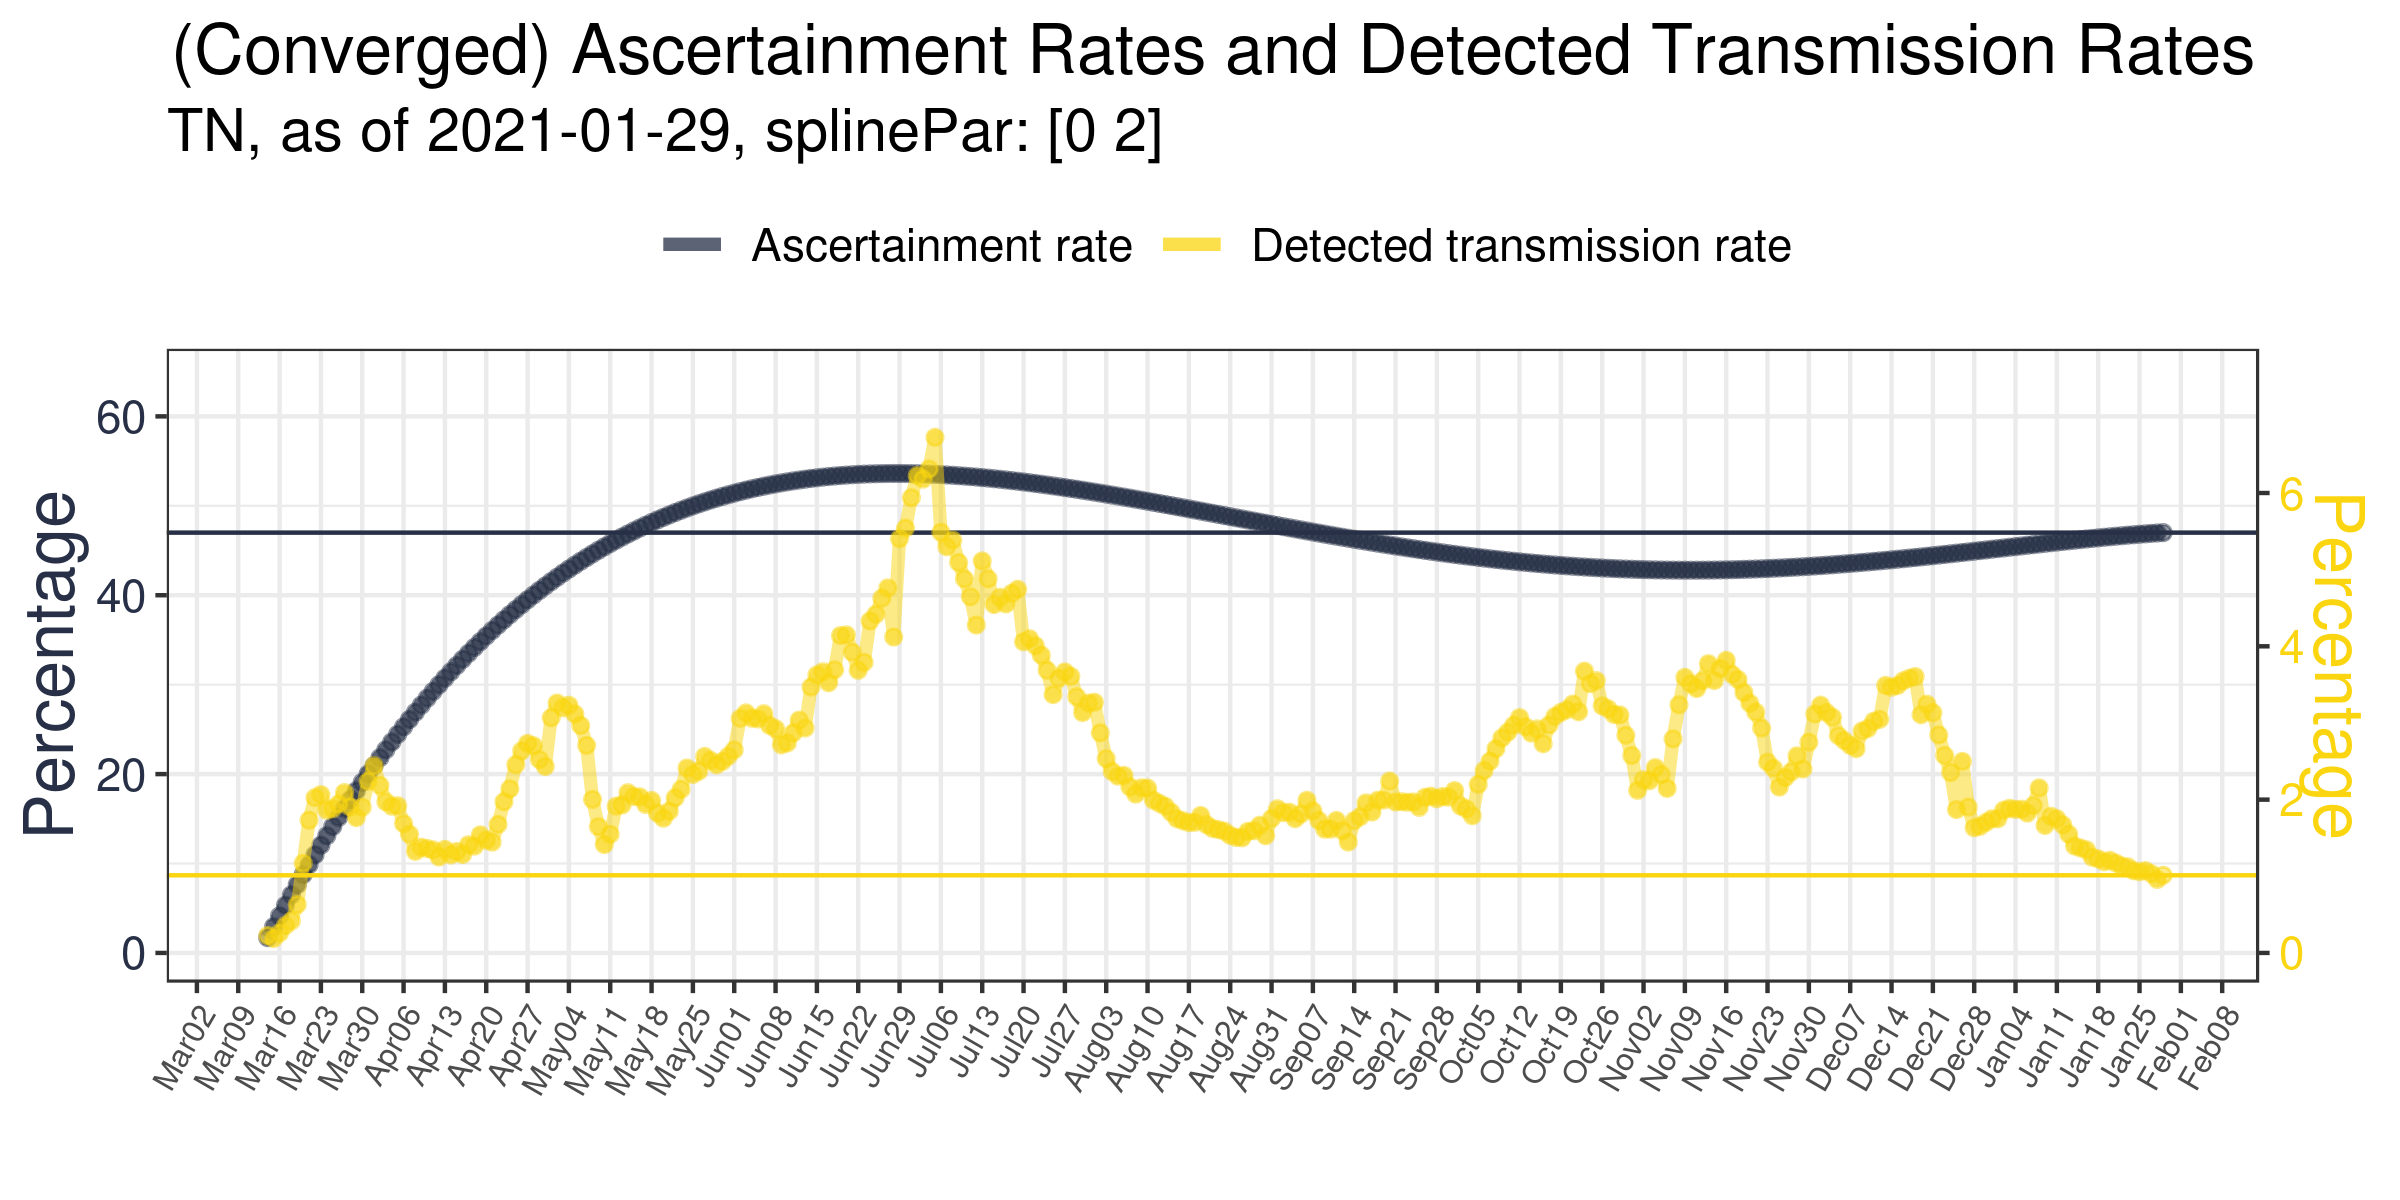 (Converged) Ascertainment Rates and Detected Transmission Rates
TN, as of 2021-01-29, splinePar: [0 2]
Ascertainment rate Detected transmission rate
Percentage
60
40
20
0
6
4
2
0
Percentage
Mar02 Mar09 Mar16 Mar23 Mar30 Apr06 Apr13 Apr20 Apr27 May04 May11 May18 May25 Jun01 Jun08 Jun15 Jun22 Jun29 Jul06 Jul13 Jul20 Jul27 Aug03 Aug10 Aug17 Aug24 Aug31 Sep07 Sep14 Sep21 Sep28 Oct05 Oct12 Oct19 Oct26 Nov02 Nov09 Nov16 Nov23 Nov30 Dec07 Dec14 Dec21 Dec28 Jan04 Jan11 Jan18 Jan25 Feb01 Feb08